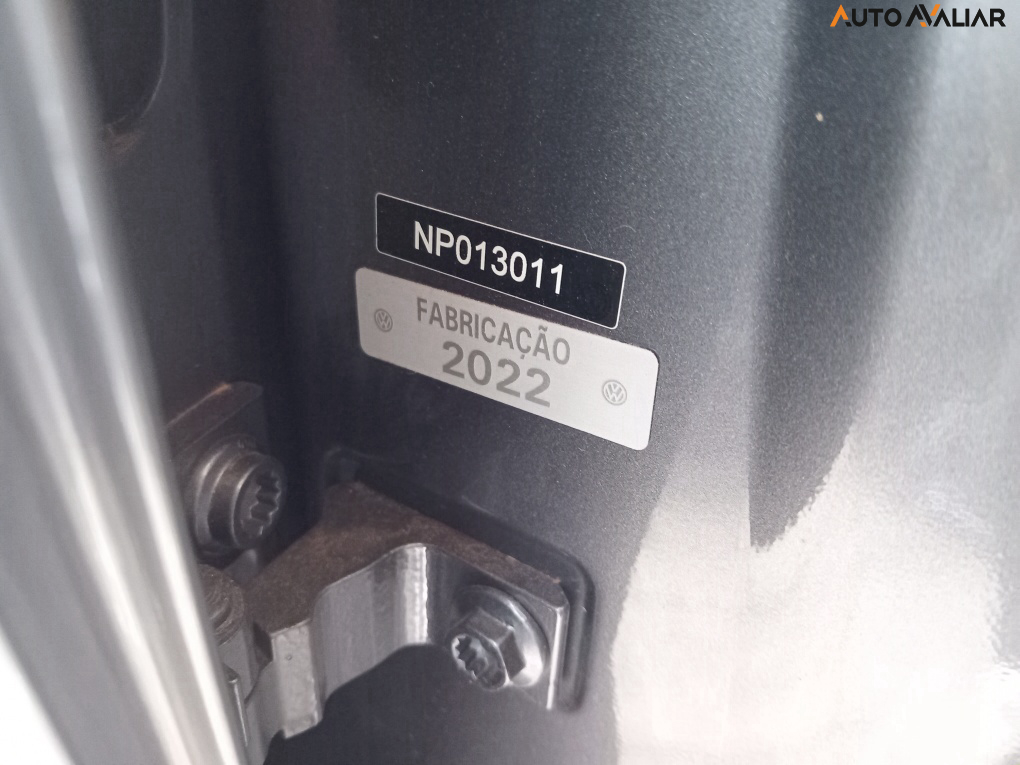 AUTO AVALIAR
NP013011
FABRICAÇÃO
2022